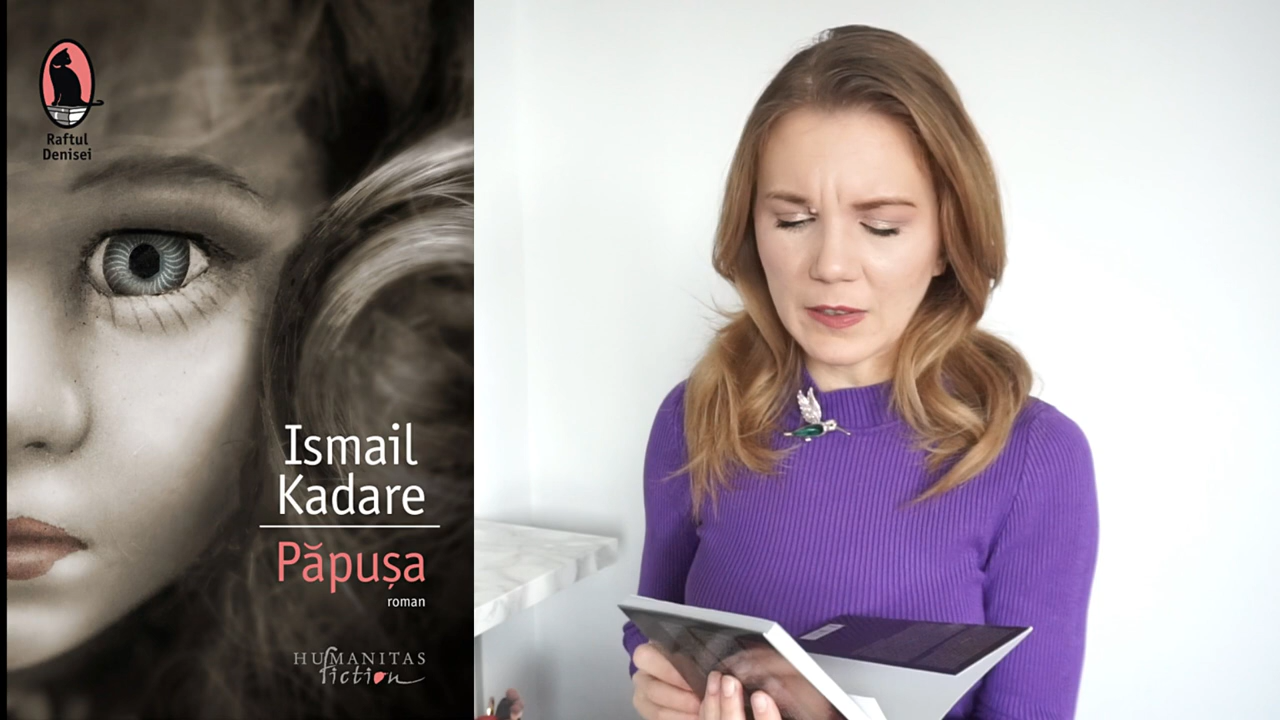 Raftul
Denisei
Ismail
Kadare
Păpușa
roman
HUMANITAS
fiction